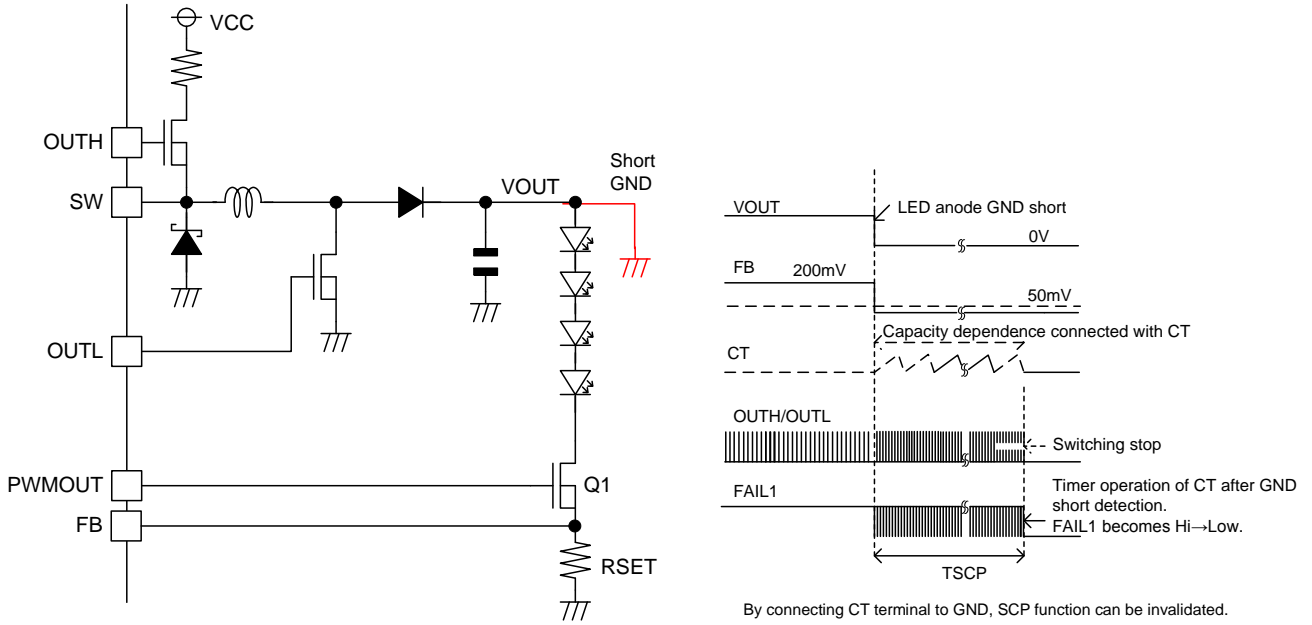 VCC
OUTH
Short
GND
SW
VOUT
OUTL
PWMOUT
Q1
FB
RSET
VOUT
LED anode GND short
0V
FB
200mV
50mV
Capacity dependence connected with CT
CT
OUTH/OUTL
Switching stop
FAIL1
Timer operation of CT after GND
short detection.
FAIL1 becomes Hi→Low.
TSCP
By connecting CT terminal to GND, SCP function can be invalidated.